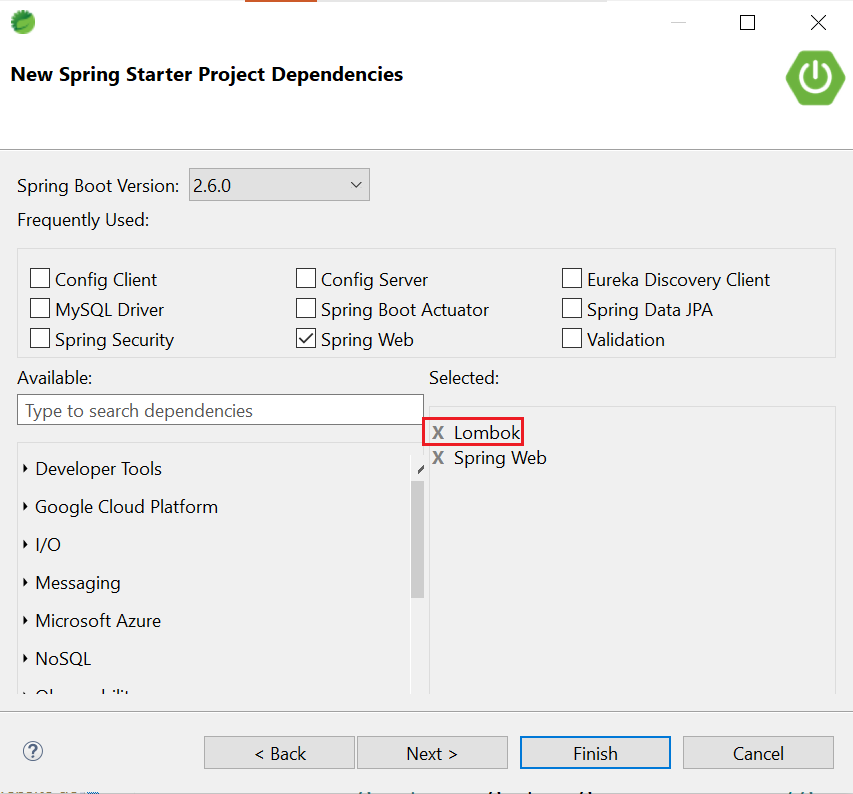 New Spring Starter Project Dependencies
Spring Boot Version: 2.6.0
Frequently Used:
Config Client Config Server Eureka Discovery Client
MySQL Driver Spring Boot Actuator Spring Data JPA
Spring Security Spring Web Validation
Available: Selected:
Type to search dependencies
X Lombok
X Spring Web
Developer Tools
Google Cloud Platform
I/O
Messaging
Microsoft Azure
NoSQL
? < Back Next > Finish Cancel